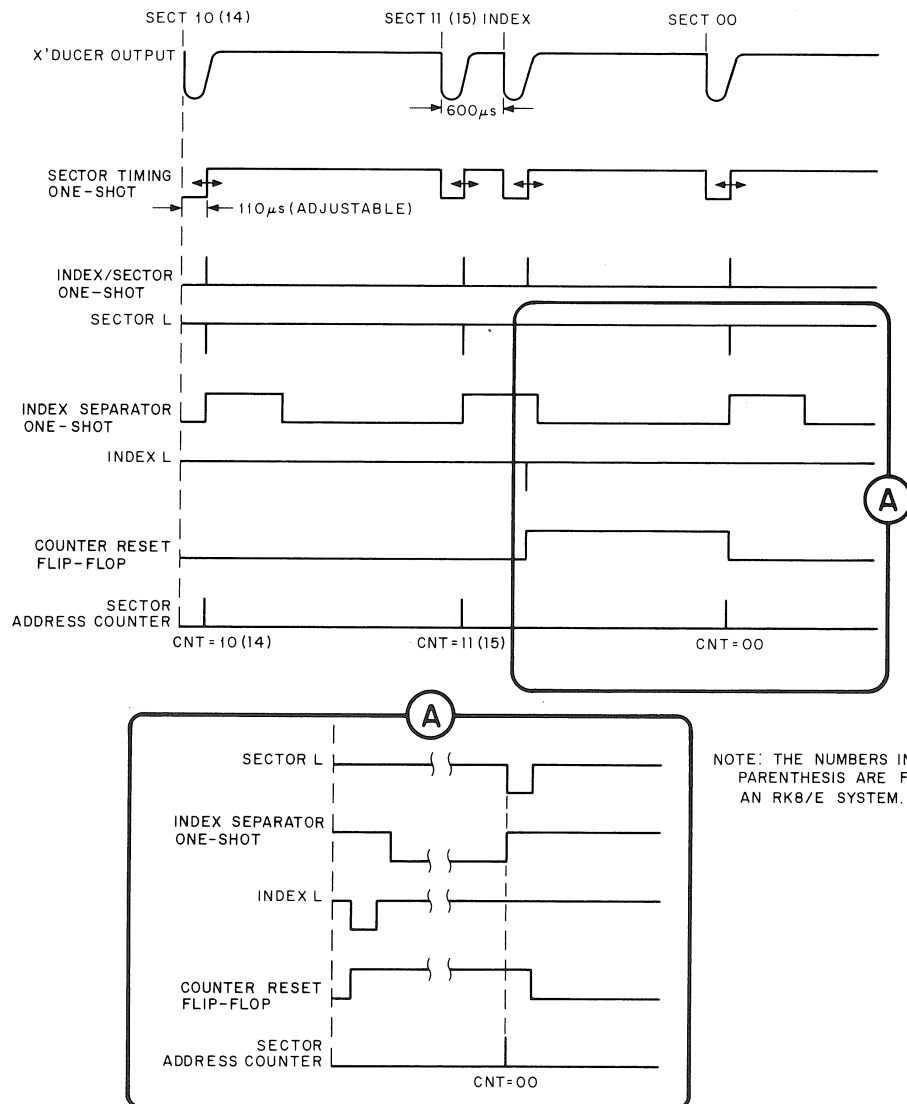 SECT 10 (14)
SECT 11 (15) INDEX
SECT 00
X'DUCER OUTPUT
600µs
SECTOR TIMING
ONE-SHOT
110µs (ADJUSTABLE)
INDEX/SECTOR
ONE-SHOT
SECTOR L
INDEX SEPARATOR
ONE-SHOT
INDEX L
A
COUNTER RESET
FLIP-FLOP
SECTOR
ADDRESS COUNTER
CNT=10 (14)
CNT=11 (15)
CNT=00
A
SECTOR L
NOTE: THE NUMBERS IN
PARENTHESIS ARE F
AN RK8/E SYSTEM.
INDEX SEPARATOR
ONE-SHOT
INDEX L
COUNTER RESET
FLIP-FLOP
SECTOR
ADDRESS COUNTER
CNT=00